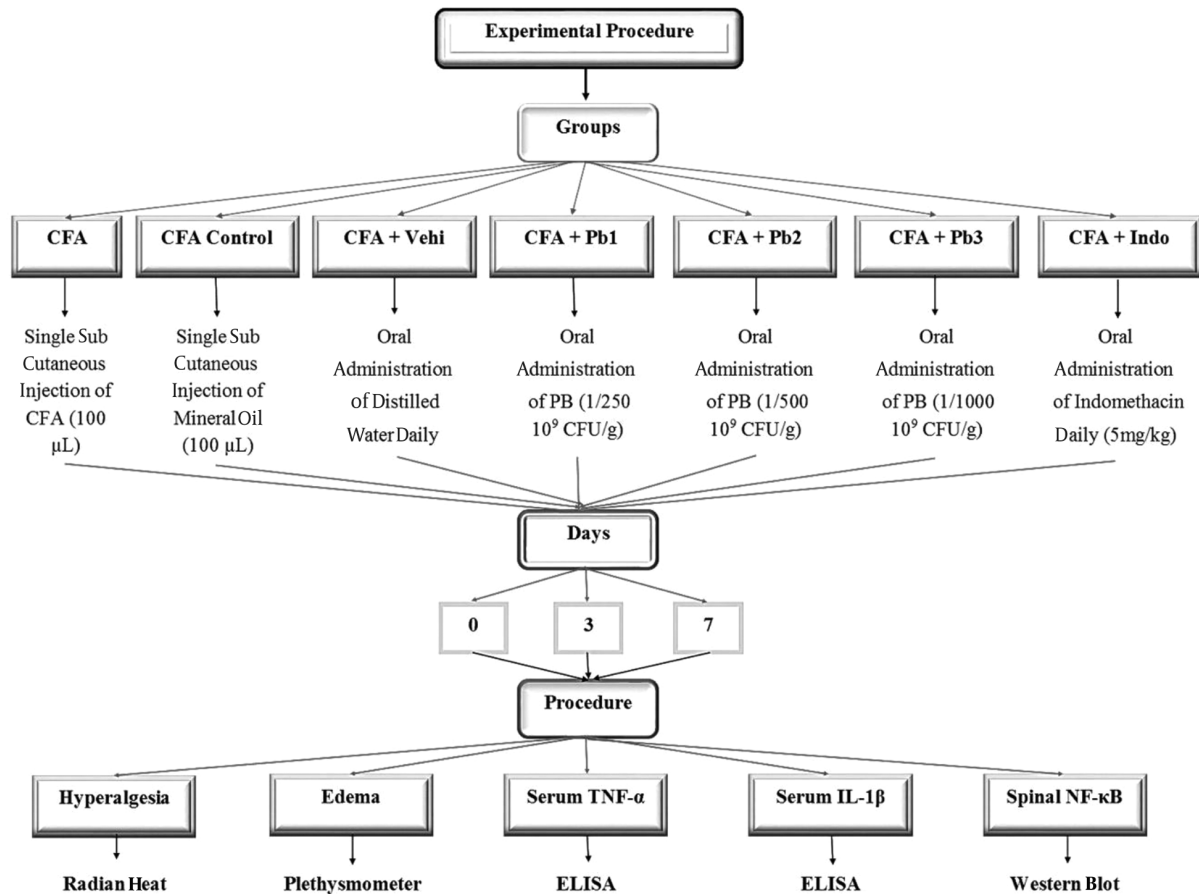 Experimental Procedure
Groups
CFA
CFA Control
CFA + Vehi
CFA + Pb1
CFA + Pb2
CFA + Pb3
CFA + Indo
Single Sub
Cutaneous
Injection of
CFA (100
µL)
Single Sub
Cutaneous
Injection of
Mineral Oil
(100 µL)
Oral
Administration
of Distilled
Water Daily
Oral
Administration
of PB (1/250
10⁹ CFU/g)
Oral
Administration
of PB (1/500
10⁹ CFU/g)
Oral
Administration
of PB (1/1000
10⁹ CFU/g)
Oral
Administration
of Indomethacin
Daily (5mg/kg)
Days
0
3
7
Procedure
Hyperalgesia
Edema
Serum TNF-α
Serum IL-1β
Spinal NF-κB
Radian Heat
Plethysmometer
ELISA
ELISA
Western Blot